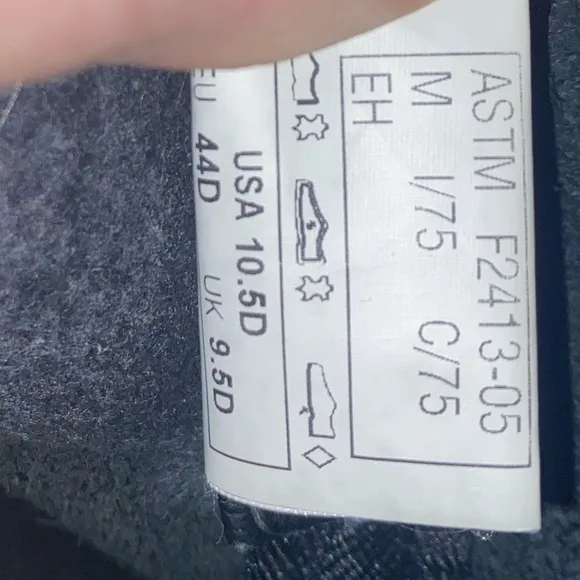 ASTM F2413-05
M I/75 C/75
EH
USA 10.5D
EU 44D UK 9.5D